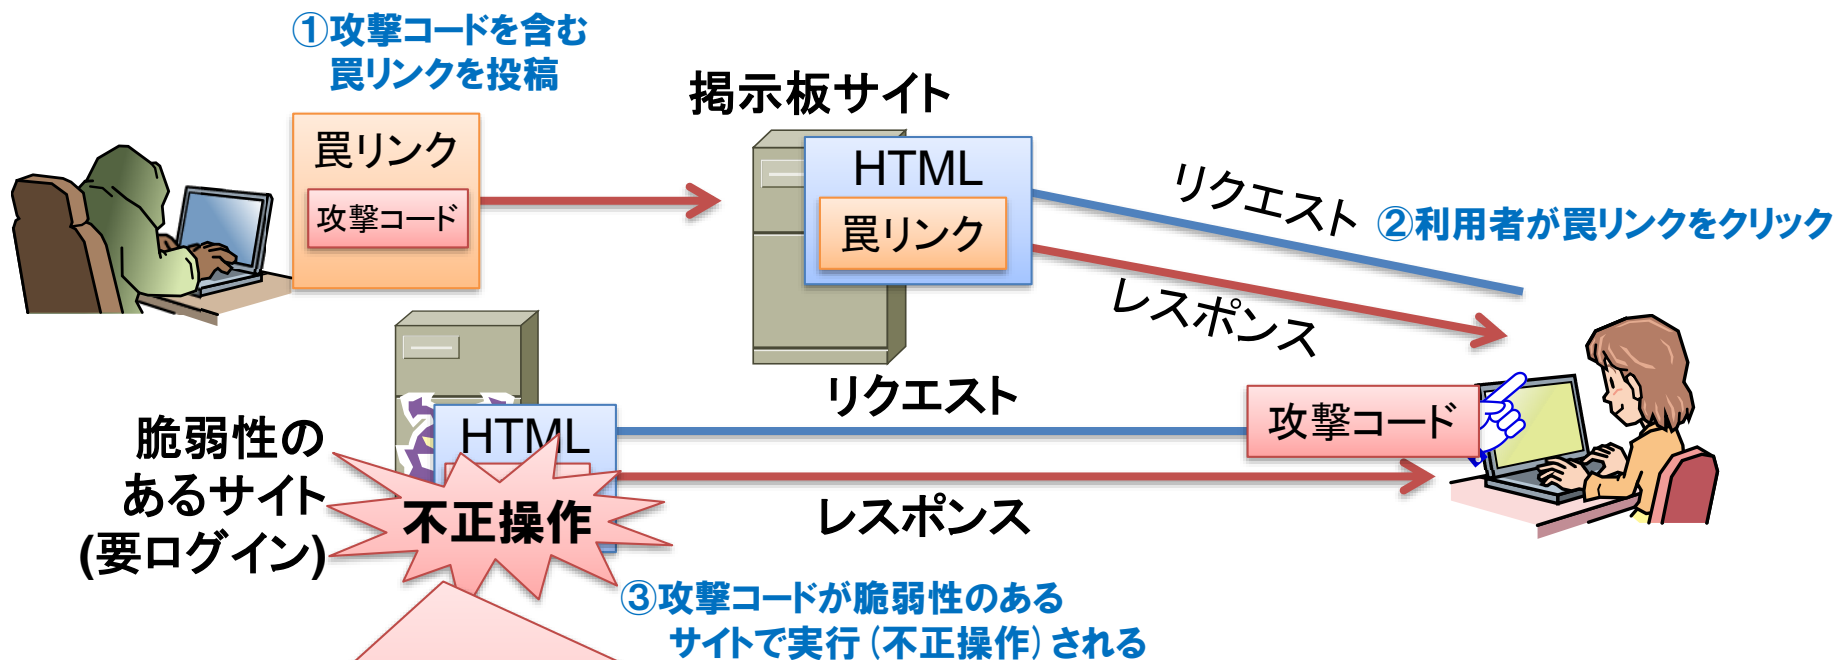 ①攻撃コードを含む
罠リンクを投稿
罠リンク
攻撃コード
掲示板サイト
HTML
罠リンク
リクエスト
②利用者が罠リンクをクリック
レスポンス
リクエスト
攻撃コード
レスポンス
脆弱性の
あるサイト
(要ログイン)
HTML
不正操作
③攻撃コードが脆弱性のある
サイトで実行(不正操作)される